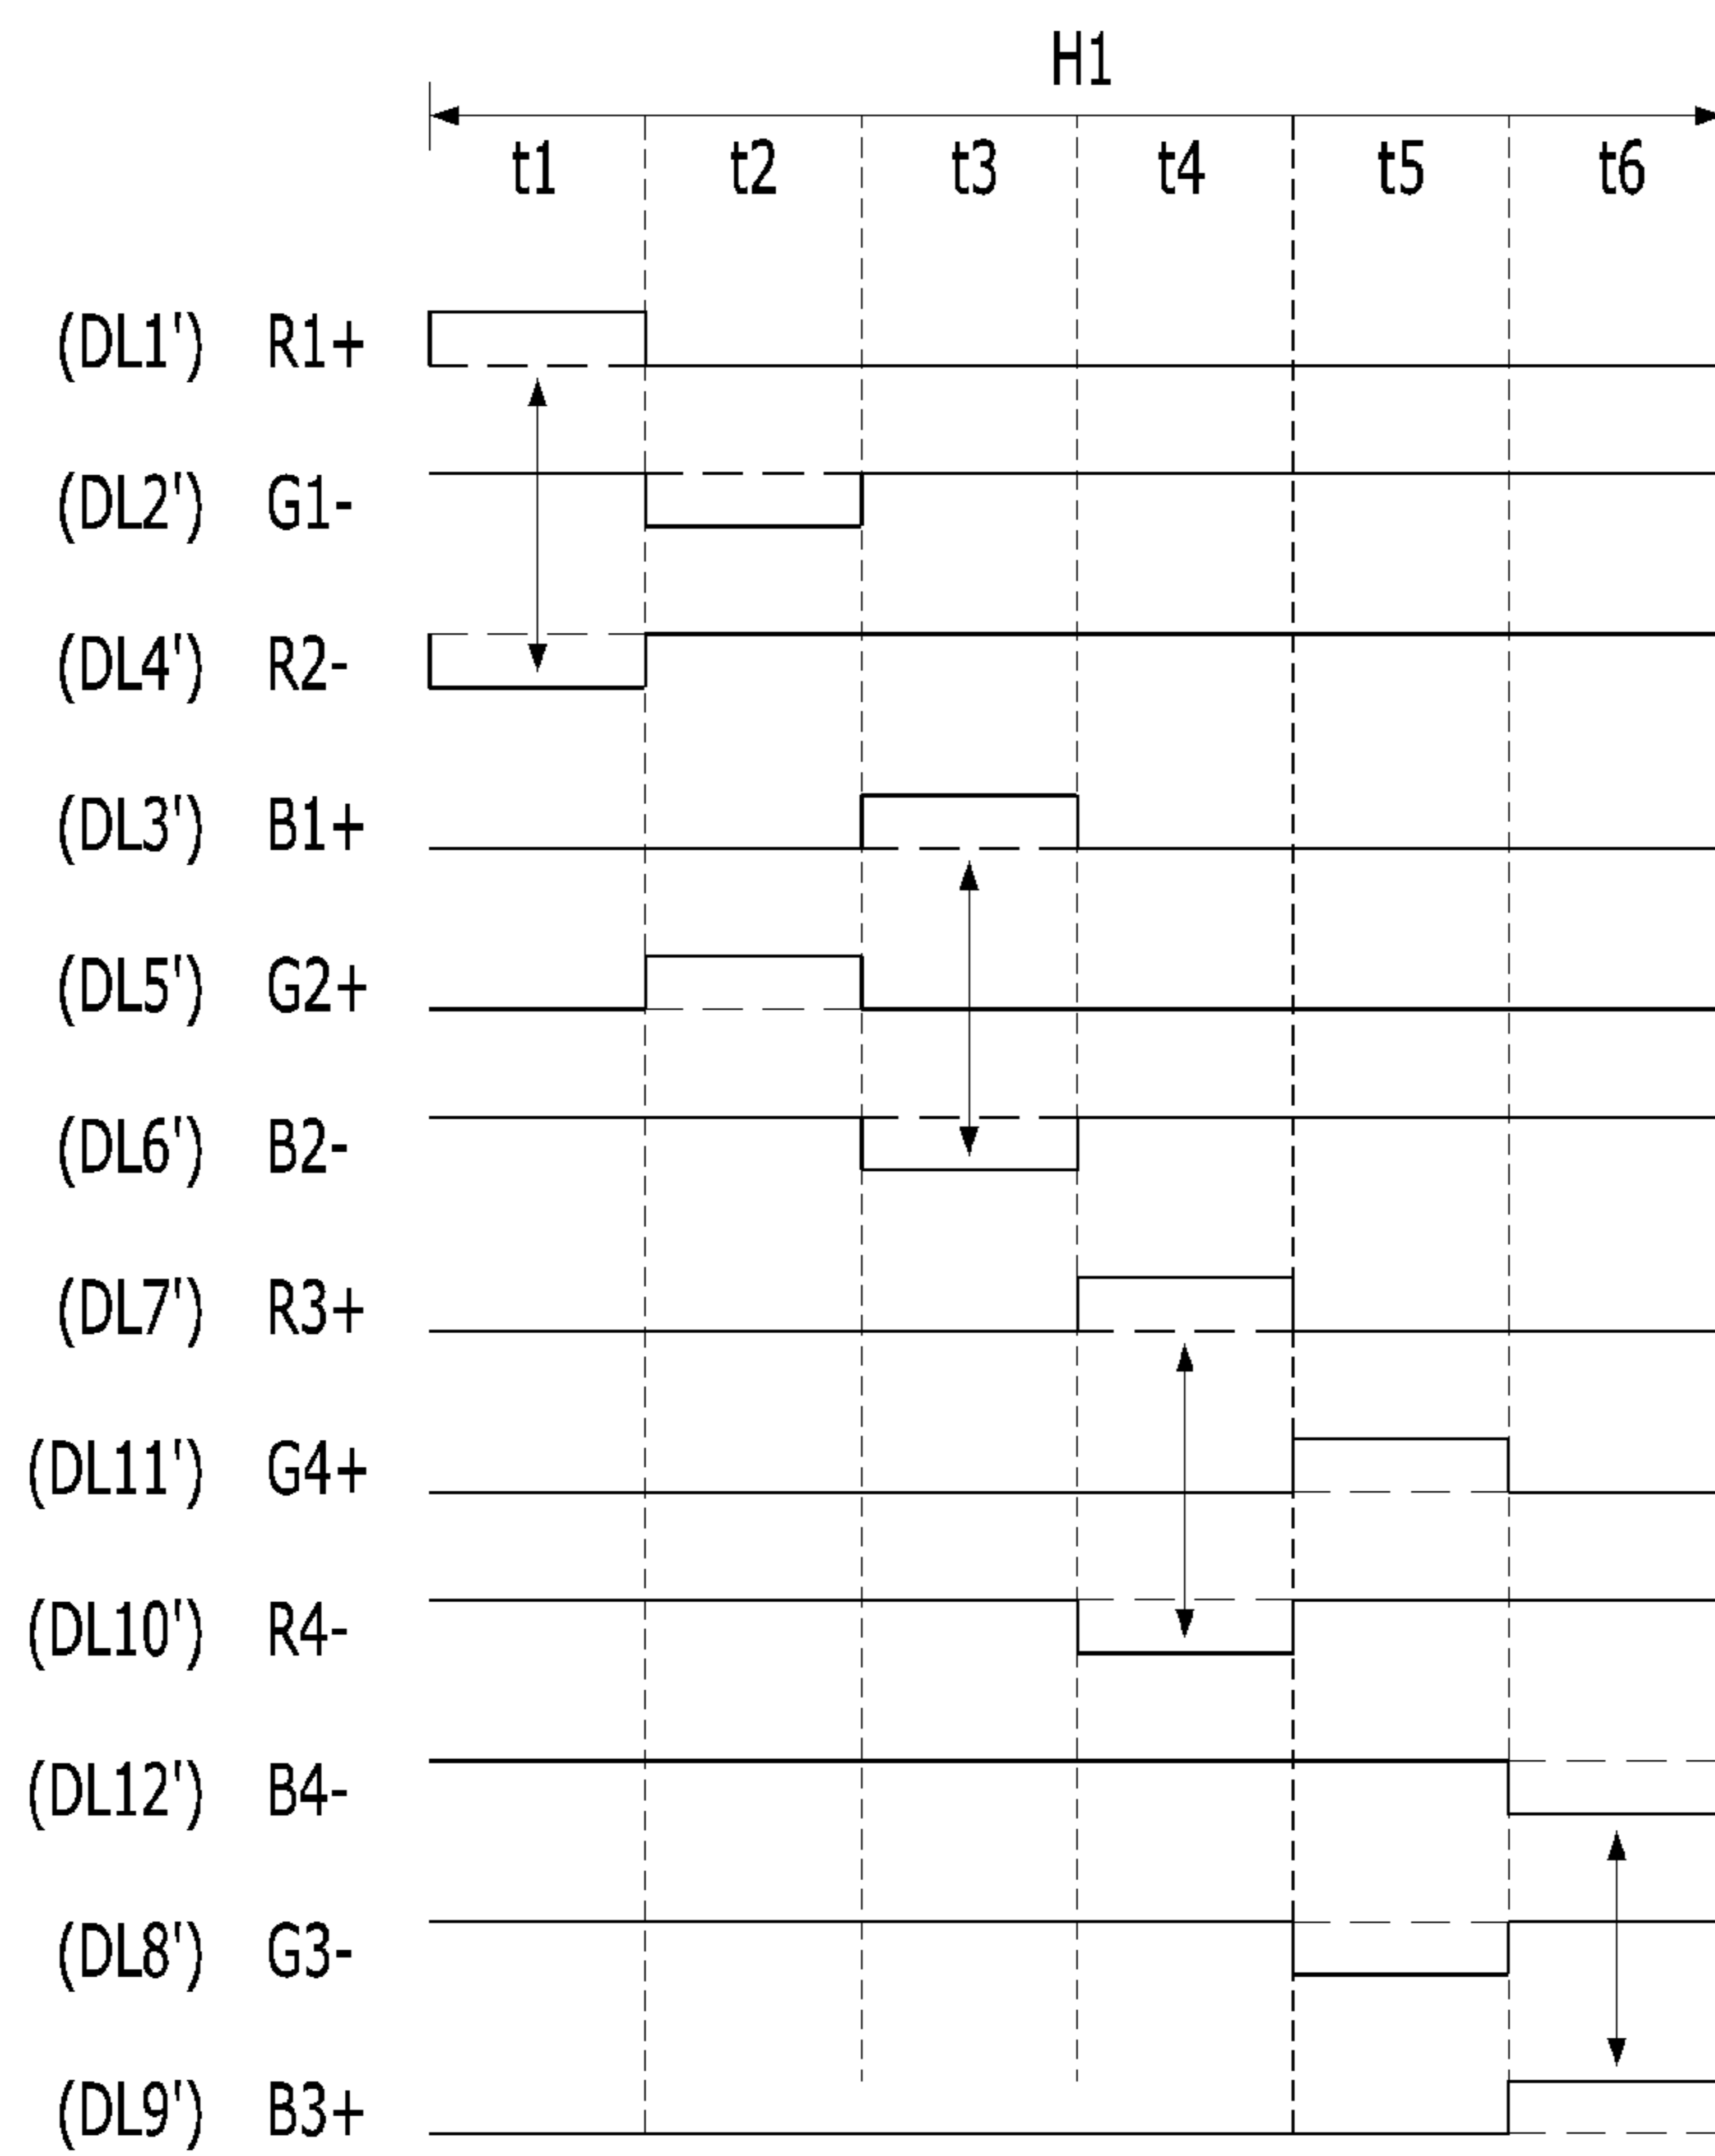 H1
t1 t2 t3 t4 t5 t6
(DL1') R1+
(DL2') G1-
(DL4') R2-
(DL3') B1+
(DL5') G2+
(DL6') B2-
(DL7') R3+
(DL11') G4+
(DL10') R4-
(DL12') B4-
(DL8') G3-
(DL9') B3+